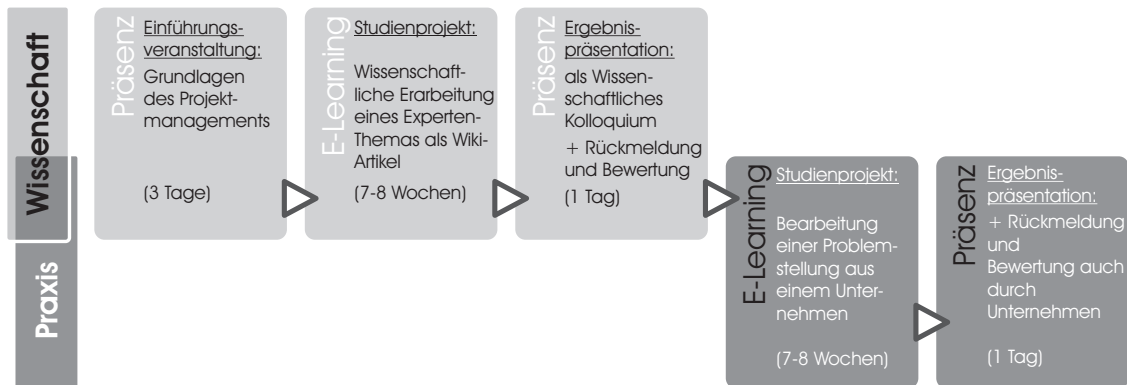 Wissenschaft
Praxis
Präsenz
Einführungs-
veranstaltung:
Grundlagen
des Projekt-
managements
(3 Tage)
E-Learning
Studienprojekt:
Wissenschaft-
liche Erarbeitung
eines Experten-
Themas als Wiki-
Artikel
(7-8 Wochen)
Präsenz
Ergebnis-
präsentation:
als Wissen-
schaftliches
Kolloquium
+ Rückmeldung
und Bewertung
(1 Tag)
E-Learning
Studienprojekt:
Bearbeitung
einer Problem-
stellung aus
einem Unter-
nehmen
(7-8 Wochen)
Präsenz
Ergebnis-
präsentation:
+ Rückmeldung
und
Bewertung auch
durch
Unternehmen
(1 Tag)